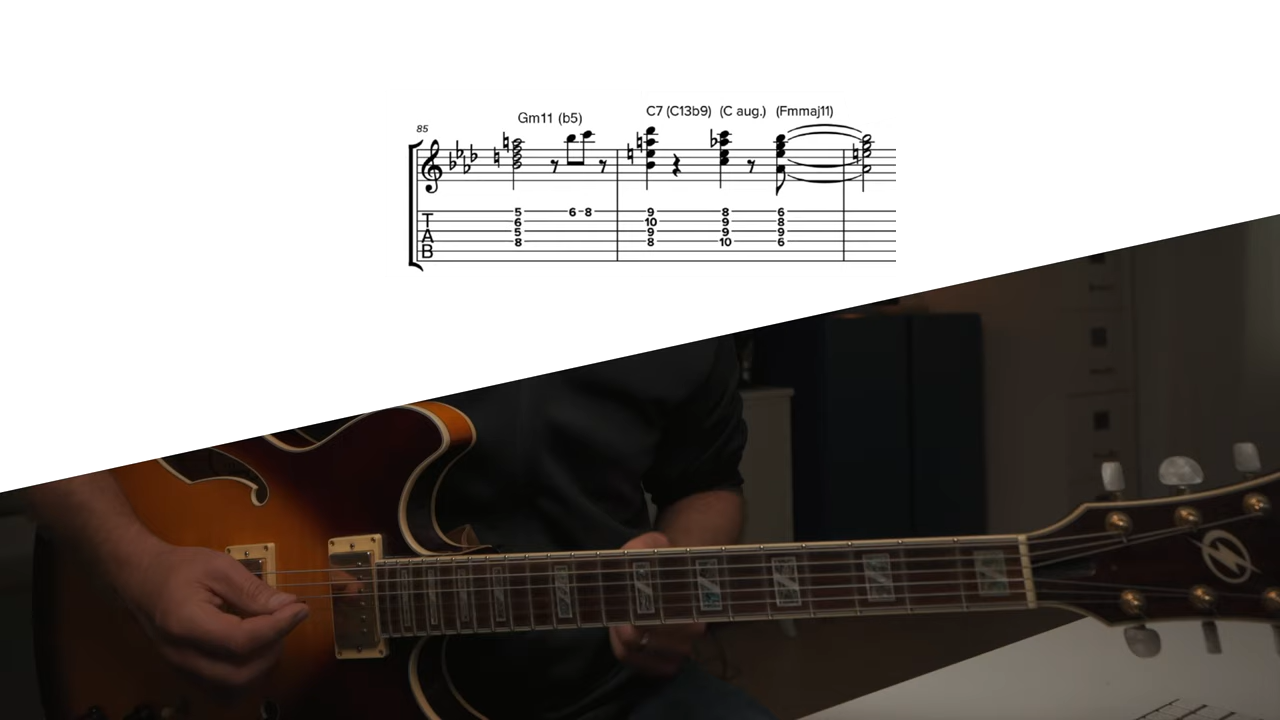 Gm11 (b5) C7 (C13b9) (C aug.) (Fmmaj11)
85
T 5 6 8 9 8 6
6 10 9 8
A 5 9 9 9
8 8 10 6
B